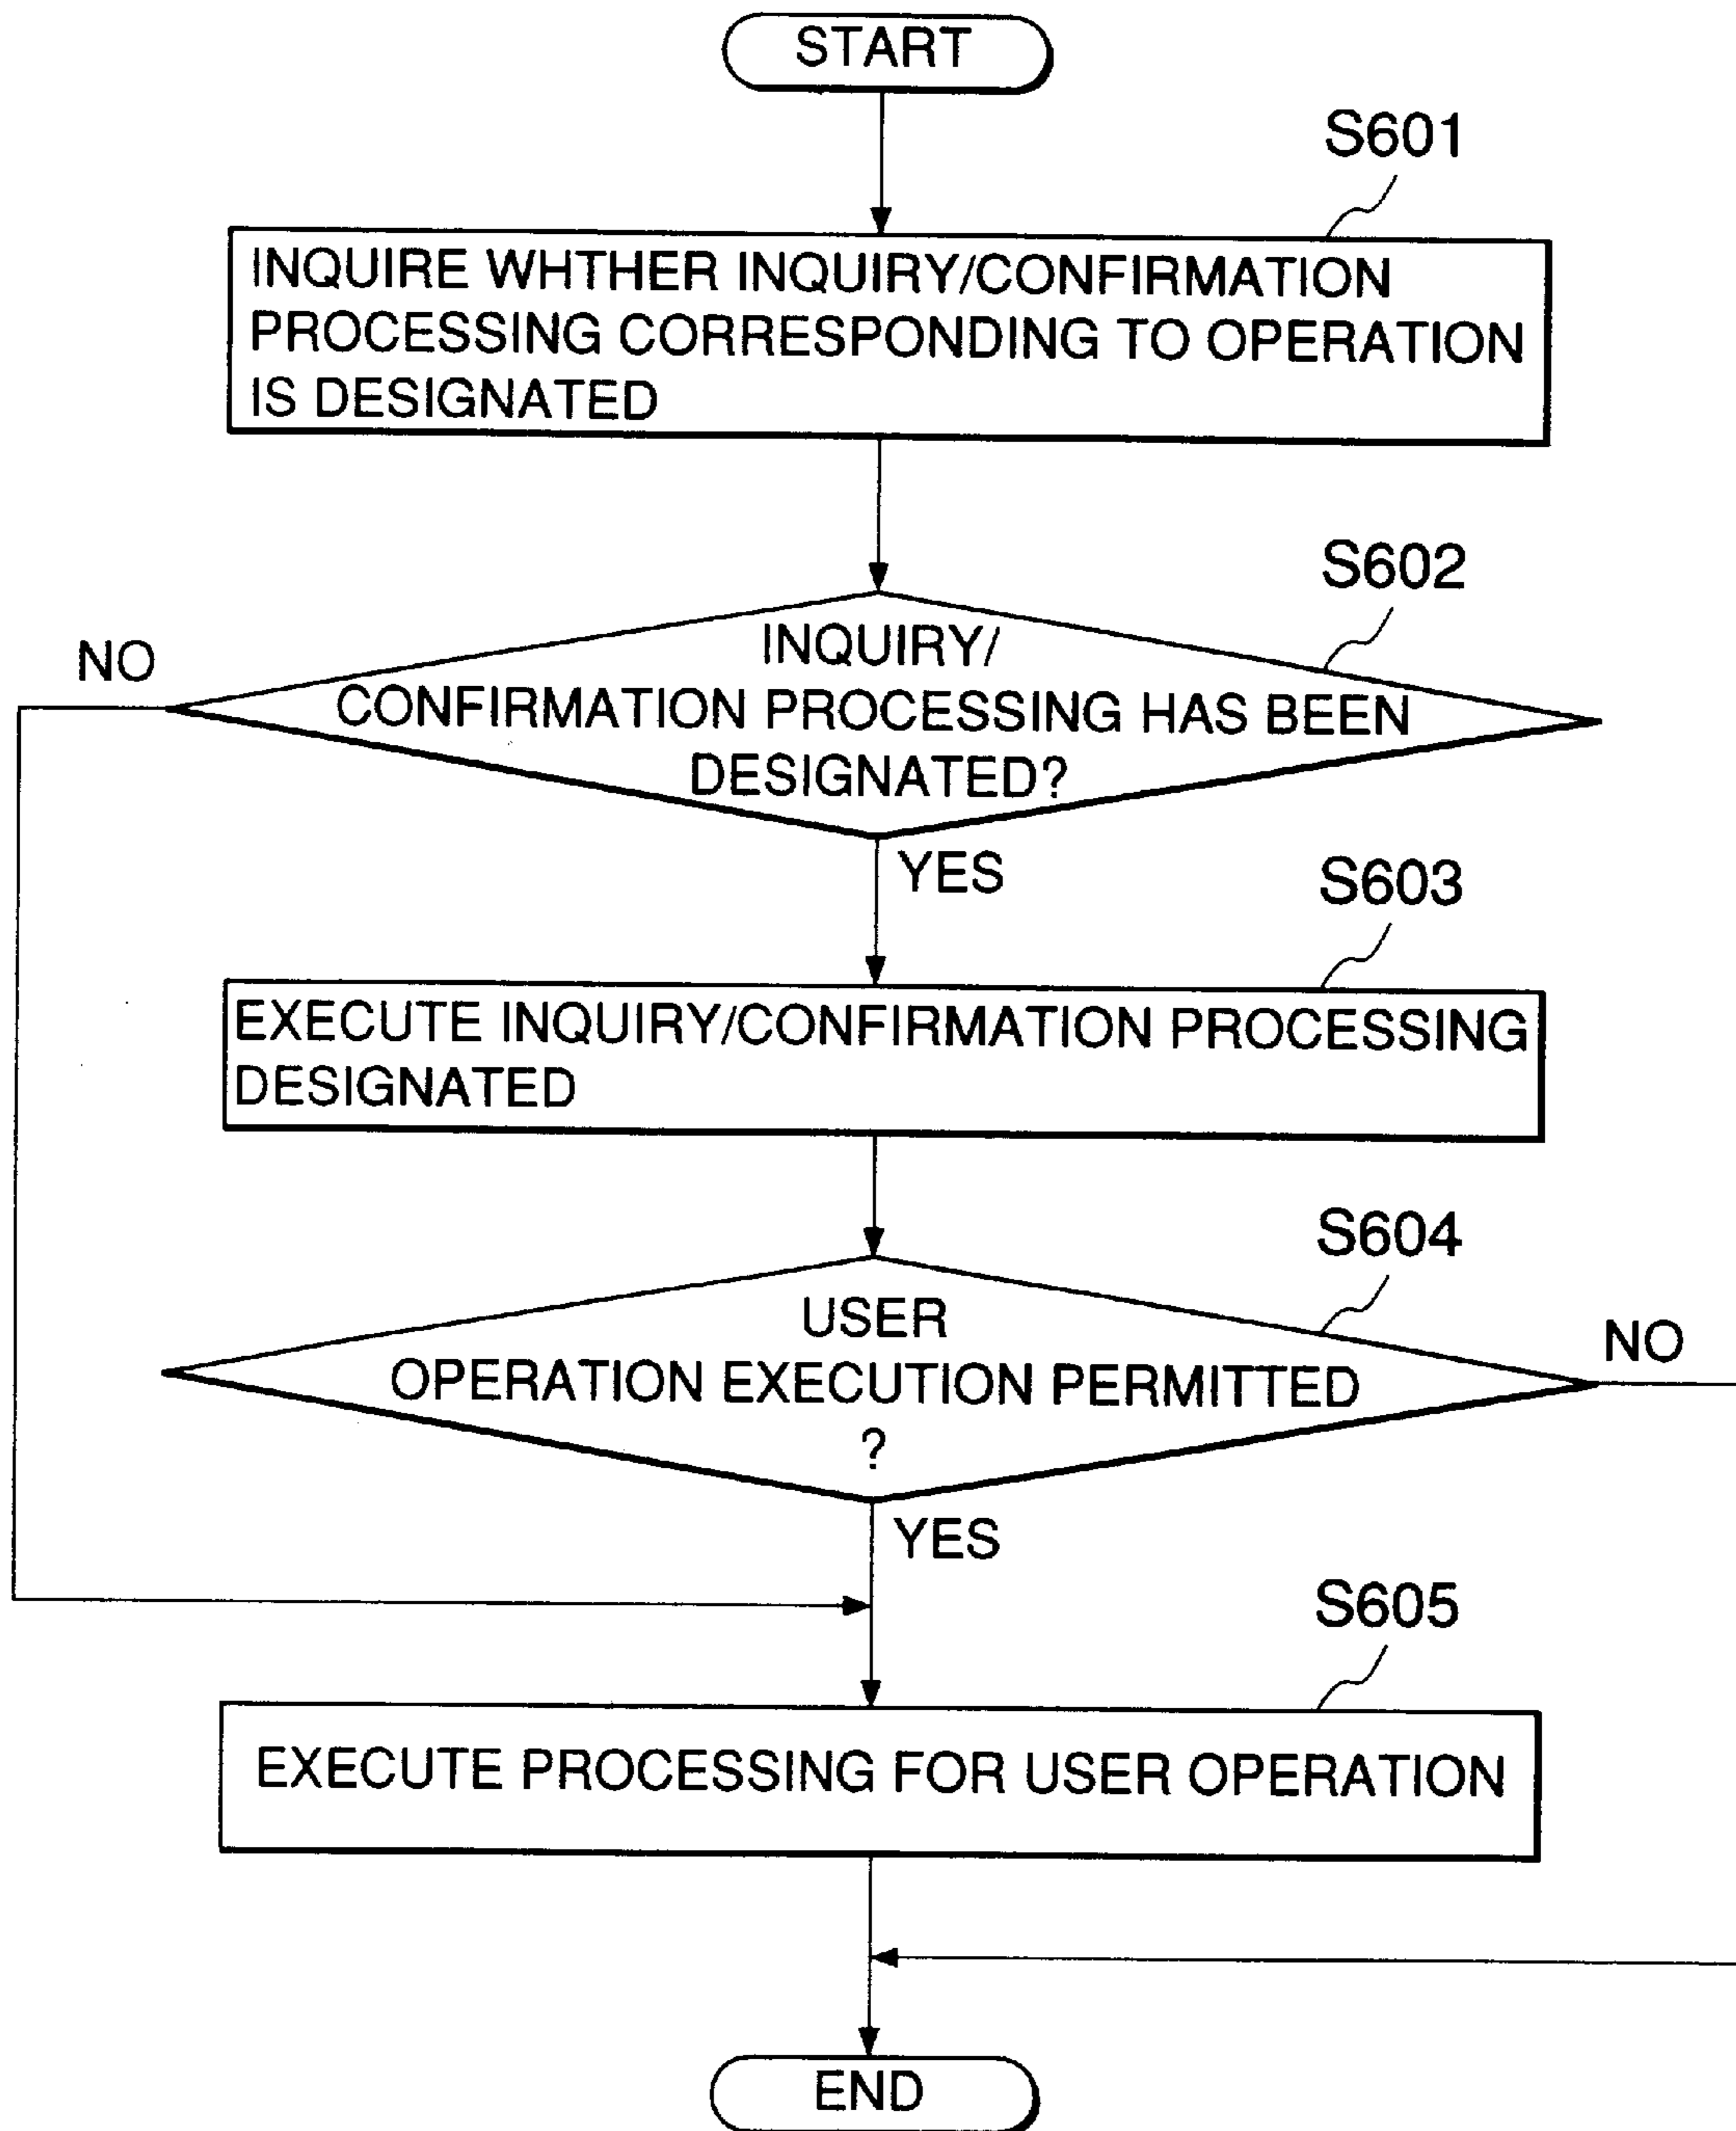 START
S601
INQUIRE WHTHER INQUIRY/CONFIRMATION
PROCESSING CORRESPONDING TO OPERATION
IS DESIGNATED
S602
NO
INQUIRY/
CONFIRMATION PROCESSING HAS BEEN
DESIGNATED?
YES
S603
EXECUTE INQUIRY/CONFIRMATION PROCESSING
DESIGNATED
S604
USER
NO
OPERATION EXECUTION PERMITTED
?
YES
S605
EXECUTE PROCESSING FOR USER OPERATION
END